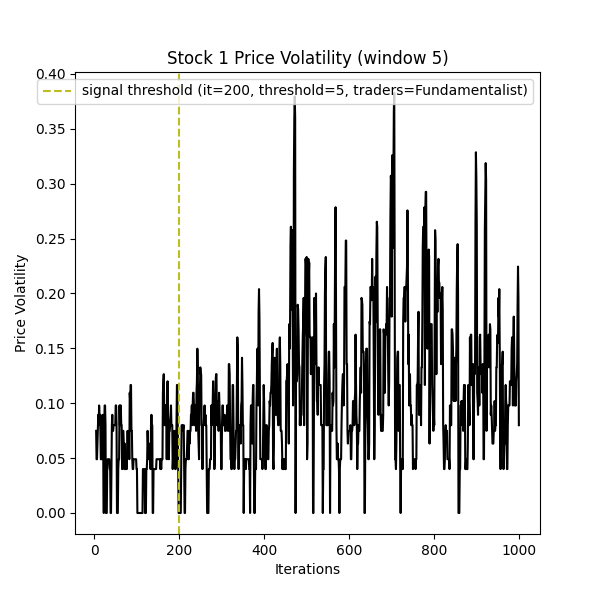 Stock 1 Price Volatility (window 5)
signal threshold (it=200, threshold=5, traders=Fundamentalist)
Price Volatility
0.40
0.35
0.30
0.25
0.20
0.15
0.10
0.05
0.00
0 200 400 600 800 1000
Iterations